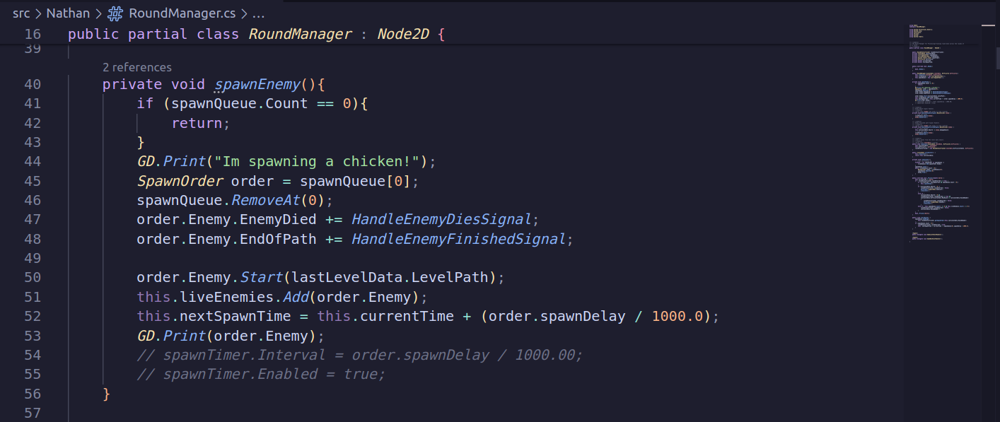 src > Nathan > RoundManager.cs > ...
16 public partial class RoundManager : Node2D {
39
2 references
40 private void spawnEnemy(){
41 if (spawnQueue.Count == 0){
42 return;
43 }
44 GD.Print("Im spawning a chicken!");
45 SpawnOrder order = spawnQueue[0];
46 spawnQueue.RemoveAt(0);
47 order.Enemy.EnemyDied += HandleEnemyDiesSignal;
48 order.Enemy.EndOfPath += HandleEnemyFinishedSignal;
49
50 order.Enemy.Start(lastLevelData.LevelPath);
51 this.liveEnemies.Add(order.Enemy);
52 this.nextSpawnTime = this.currentTime + (order.spawnDelay / 1000.0);
53 GD.Print(order.Enemy);
54 // spawnTimer.Interval = order.spawnDelay / 1000.00;
55 // spawnTimer.Enabled = true;
56 }
57